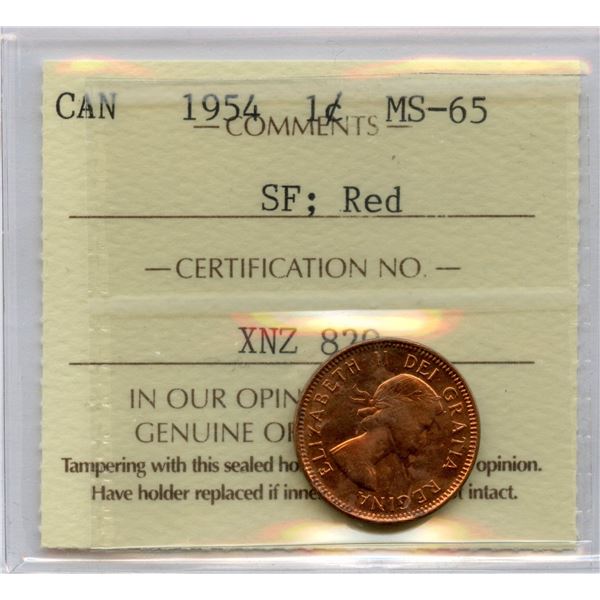 CAN 1954 1¢ MS-65
— COMMENTS —
SF; Red
— CERTIFICATION NO. —
XNZ 82
IN OUR OPIN
GENUINE OR
Tampering with this sealed ho opinion.
Have holder replaced if inne t intact.
ELIZABETH II DEI GRATIA REGINA